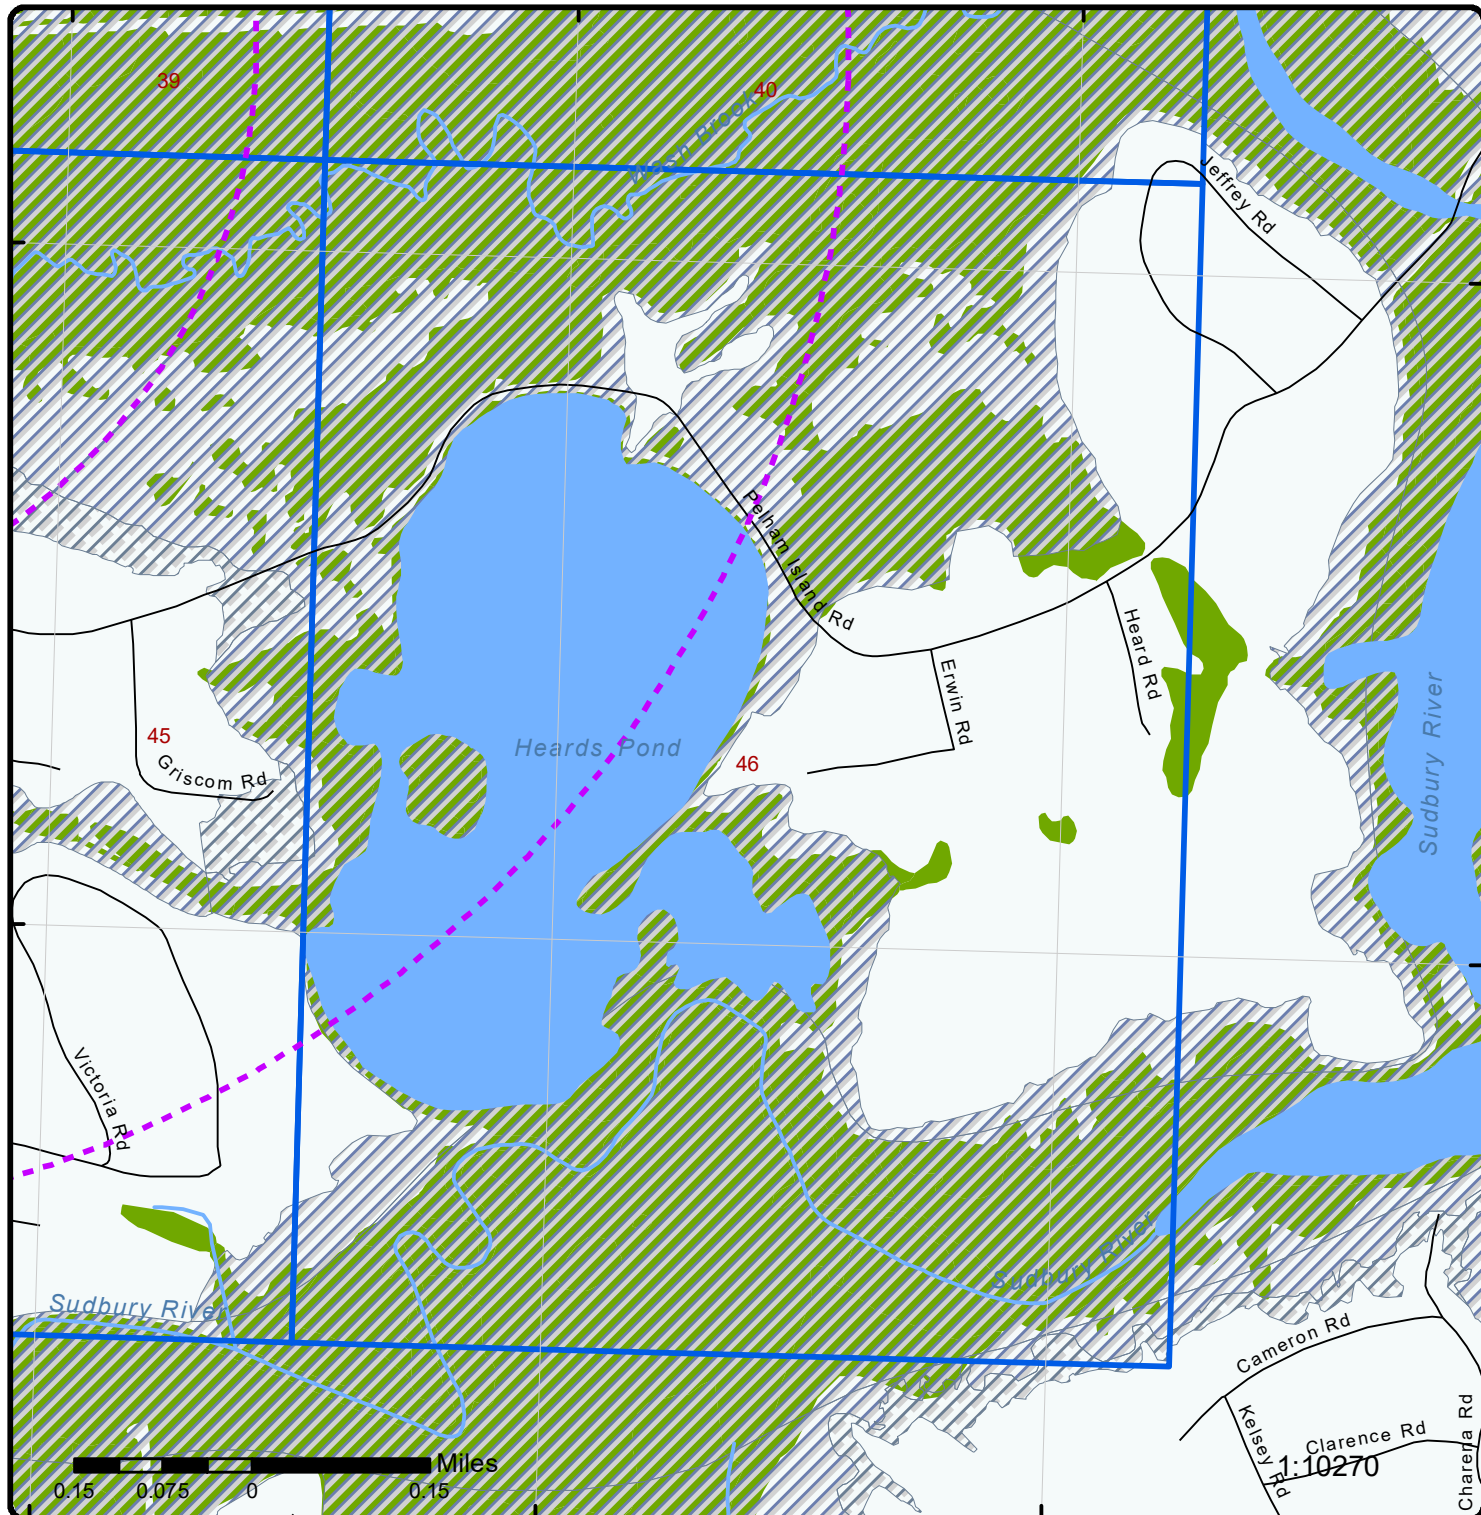 39
40
Wash Brook
Jeffrey Rd
Pelham Island Rd
Heard Rd
Erwin Rd
Sudbury River
45
Griscom Rd
Heards Pond
46
Victoria Rd
Sudbury River
Sudbury River
Cameron Rd
Kelsey Rd
Clarence Rd
Charena Rd
Miles
0.15 0.075 0 0.15
1:10270